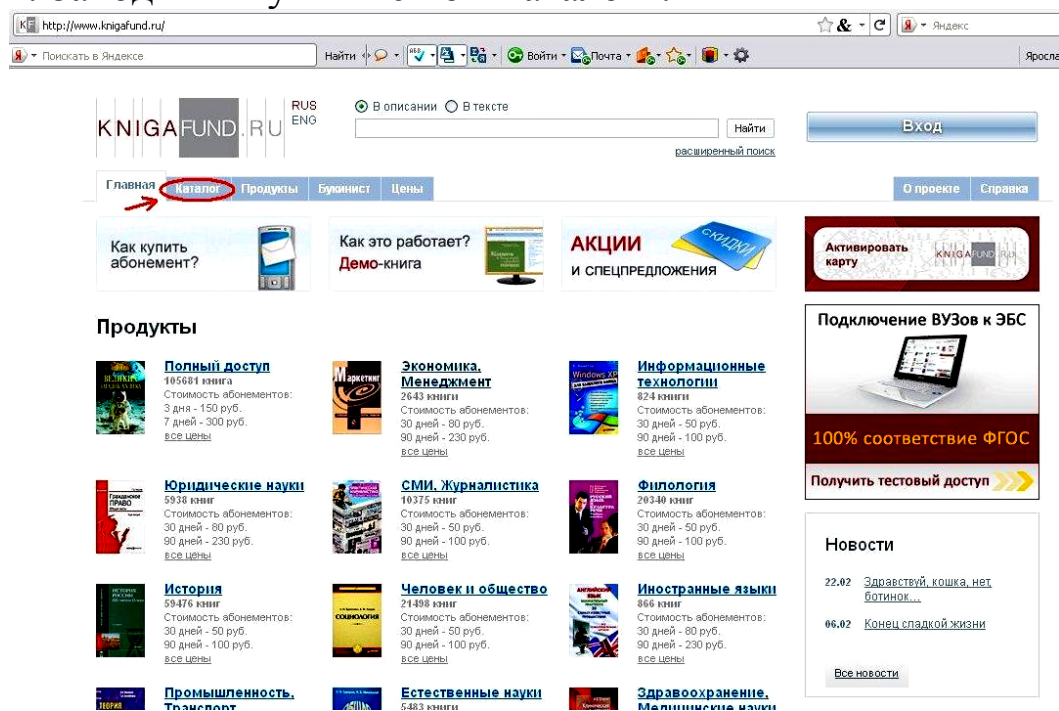 http://www.knigafund.ru/
Яндекс
Поискать в Яндексе
Найти
Войти
Почта
KNIGAFUND.RU
RUS
ENG
В описании
В тексте
Найти
расширенный поиск
Вход
Главная
Каталог
Продукты
Букинист
Цены
О проекте
Справка
Как купить
абонемент?
Как это работает?
Демо-книга
АКЦИИ
И СПЕЦПРЕДЛОЖЕНИЯ
СКИДКИ
Активировать
карту
KNIGAFUND.RU
Продукты
Полный доступ
105681 книга
Стоимость абонементов:
3 дня - 150 руб.
7 дней - 300 руб.
все цены
Маркетинг
Экономика,
Менеджмент
2643 книги
Стоимость абонементов:
30 дней - 80 руб.
90 дней - 230 руб.
все цены
Windows XP
Информационные
технологии
824 книги
Стоимость абонементов:
30 дней - 50 руб.
90 дней - 100 руб.
все цены
Подключение ВУЗов к ЭБС
100% соответствие ФГОС
Получить тестовый доступ
Гражданское
ПРАВО
Юридические науки
5938 книг
Стоимость абонементов:
30 дней - 80 руб.
90 дней - 230 руб.
все цены
СМИ, Журналистика
10375 книг
Стоимость абонементов:
30 дней - 50 руб.
90 дней - 100 руб.
все цены
Филология
20340 книг
Стоимость абонементов:
30 дней - 50 руб.
90 дней - 100 руб.
все цены
Новости
22.02 Здравствуй, кошка, нет,
ботинок...
06.02 Конец сладкой жизни
Все новости
История
59476 книг
Стоимость абонементов:
30 дней - 50 руб.
90 дней - 100 руб.
все цены
СОЦИОЛОГИЯ
Человек и общество
21498 книг
Стоимость абонементов:
30 дней - 50 руб.
90 дней - 100 руб.
все цены
АНГЛИЙСКИЙ
ЯЗЫК
Иностранные языки
866 книг
Стоимость абонементов:
30 дней - 80 руб.
90 дней - 230 руб.
все цены
ТЕОРИЯ
Промышленность,
Транспорт
Естественные науки
5483 книги
Здравоохранение,
Медицинские науки